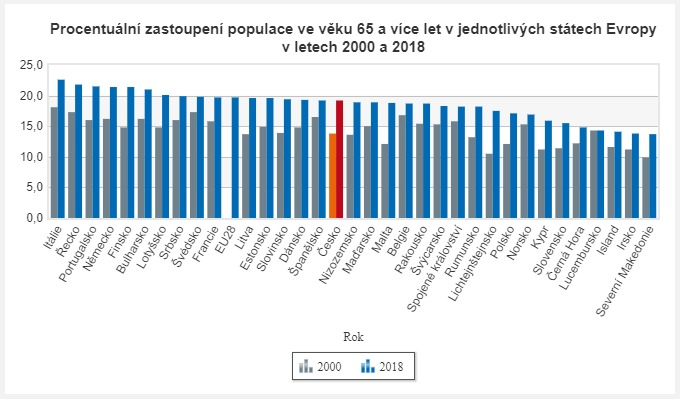 Procentuální zastoupení populace ve věku 65 a více let v jednotlivých státech Evropy
v letech 2000 a 2018
25,0
20,0
15,0
10,0
5,0
0,0
Itálie
Řecko
Portugalsko
Německo
Finsko
Bulharsko
Lotyšsko
Srbsko
Švédsko
Francie
EU28
Litva
Estonsko
Slovinsko
Dánsko
Španělsko
Česko
Nizozemsko
Maďarsko
Malta
Belgie
Rakousko
Švýcarsko
Spojené království
Rumunsko
Lichtejnštejnsko
Polsko
Norsko
Kypr
Slovensko
Černá Hora
Lucembursko
Island
Irsko
Severní Makedonie
Rok
2000
2018